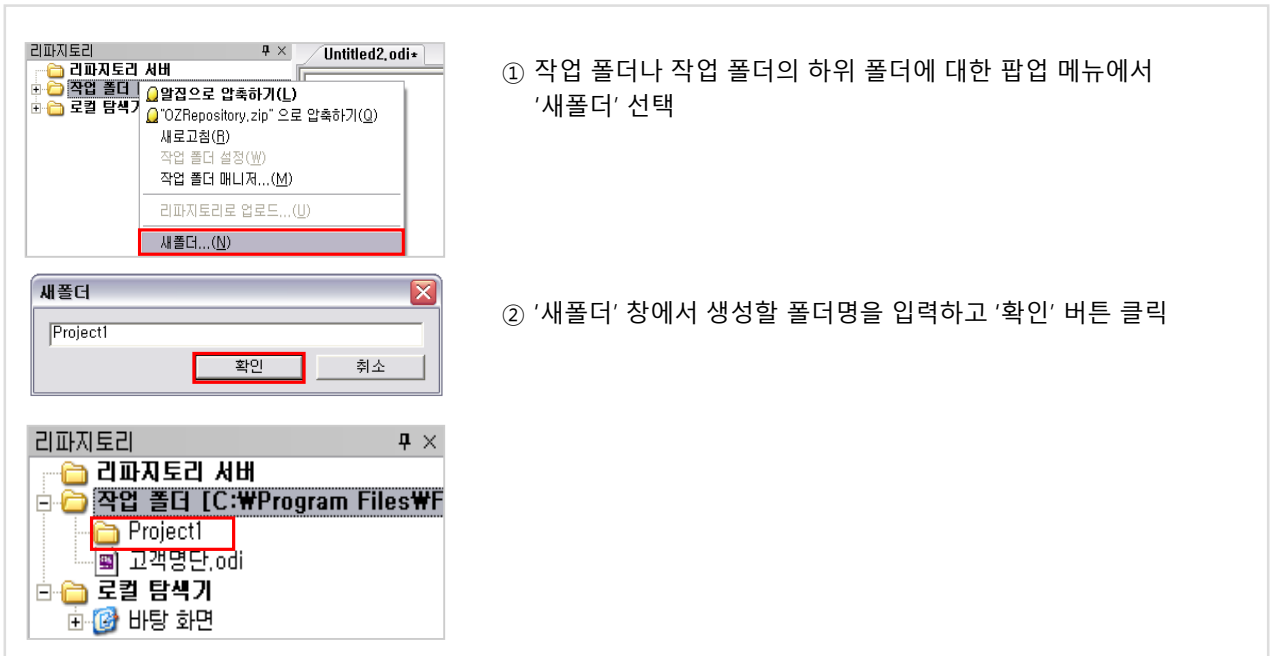 리파지토리
Untitled2.odi*
리파지토리 서버
작업 폴더
로컬 탐색기
알집으로 압축하기(L)
"OZRepository.zip" 으로 압축하기(Q)
새로고침(R)
작업 폴더 설정(W)
작업 폴더 매니저...(M)
리파지토리로 업로드...(U)
새폴더...(N)
① 작업 폴더나 작업 폴더의 하위 폴더에 대한 팝업 메뉴에서
'새폴더' 선택
새폴더
Project1
확인
취소
② '새폴더' 창에서 생성할 폴더명을 입력하고 '확인' 버튼 클릭
리파지토리
리파지토리 서버
작업 폴더 [C:₩Program Files₩F
Project1
고객명단.odi
로컬 탐색기
바탕 화면